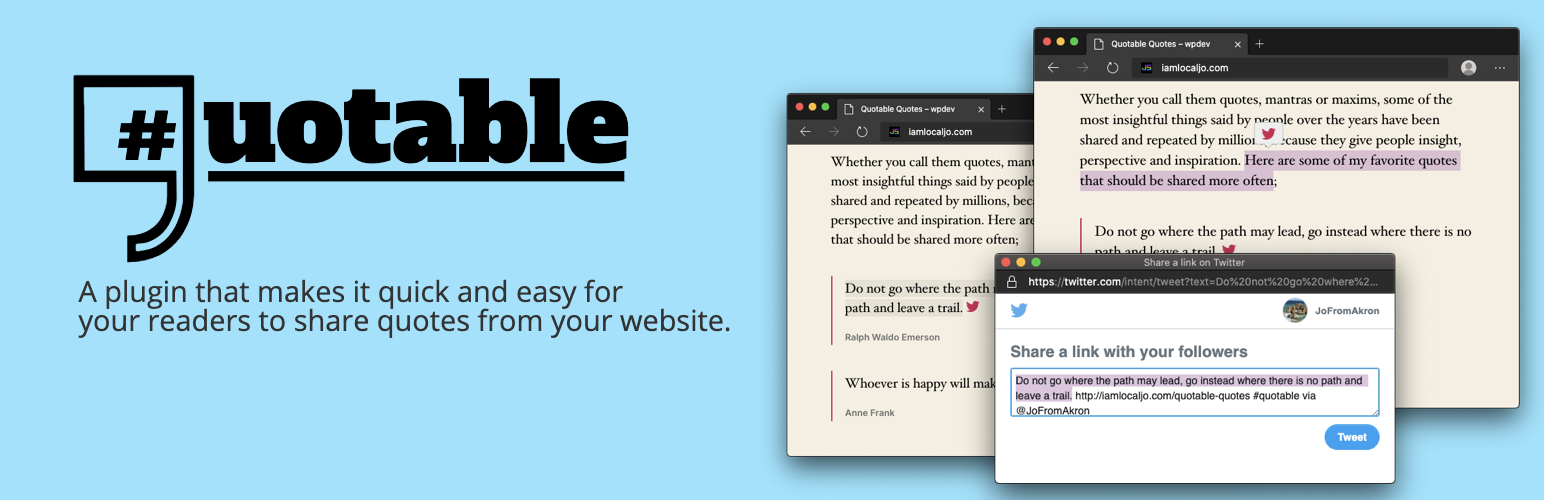 #uotable
A plugin that makes it quick and easy for
your readers to share quotes from your website.
Quotable Quotes – wpdev
iamlocaljo.com
Whether you call them quotes, mant
most insightful things said by people
shared and repeated by millions, beca
perspective and inspiration. Here are
that should be shared more often;
Do not go where the path
path and leave a trail.
Ralph Waldo Emerson
Whoever is happy will mak
Anne Frank
Quotable Quotes – wpdev
JS iamlocaljo.com
Whether you call them quotes, mantras or maxims, some of the
most insightful things said by people over the years have been
shared and repeated by million ecause they give people insight,
perspective and inspiration. Here are some of my favorite quotes
that should be shared more often;
Do not go where the path may lead, go instead where there is no
path and leave a trail.
Share a link on Twitter
https://twitter.com/intent/tweet?text=Do%20not%20go%20where%2...
JoFromAkron
Share a link with your followers
Do not go where the path may lead, go instead where there is no path and
leave a trail. http://iamlocaljo.com/quotable-quotes #quotable via
@JoFromAkron
Tweet